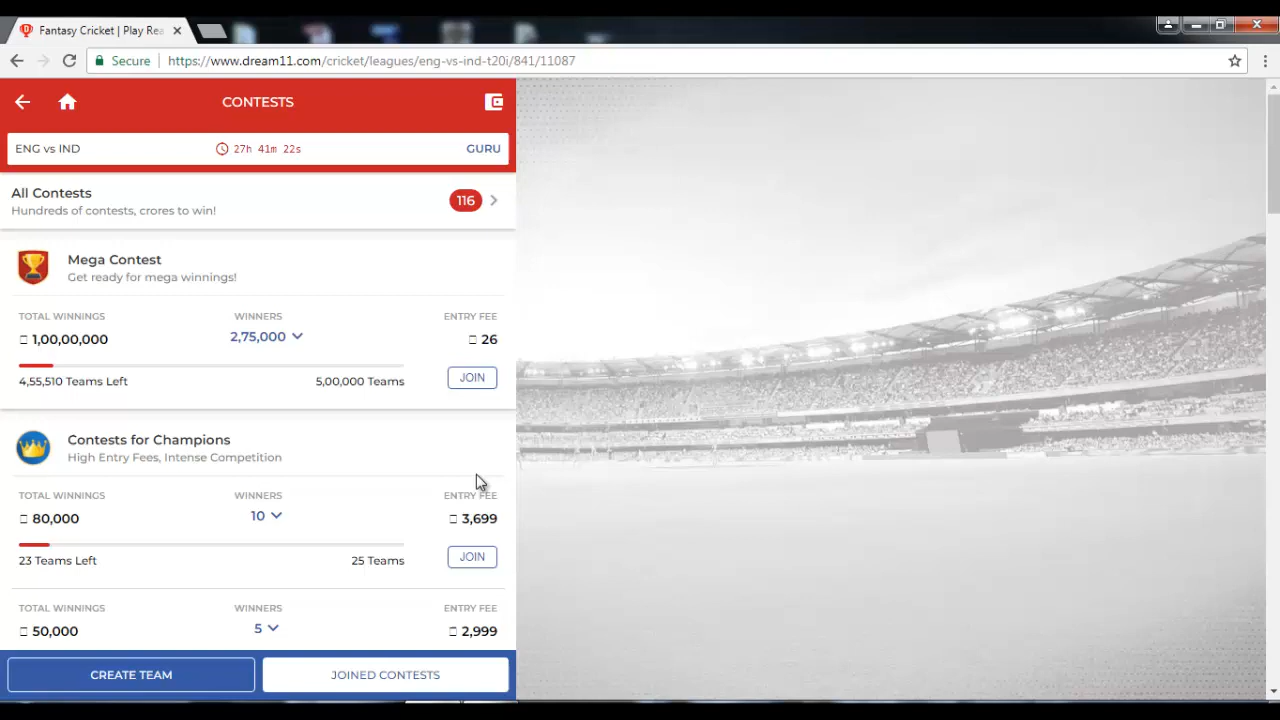 Fantasy Cricket | Play Rea
Secure
https://www.dream11.com/cricket/leagues/eng-vs-ind-t20i/841/11087
CONTESTS
ENG vs IND
27h 41m 22s
GURU
All Contests
116
Hundreds of contests, crores to win!
Mega Contest
Get ready for mega winnings!
TOTAL WINNINGS
WINNERS
ENTRY FEE
1,00,00,000
2,75,000
26
4,55,510 Teams Left
5,00,000 Teams
JOIN
Contests for Champions
High Entry Fees, Intense Competition
TOTAL WINNINGS
WINNERS
ENTRY FEE
80,000
10
3,699
23 Teams Left
25 Teams
JOIN
TOTAL WINNINGS
WINNERS
ENTRY FEE
50,000
5
2,999
CREATE TEAM
JOINED CONTESTS